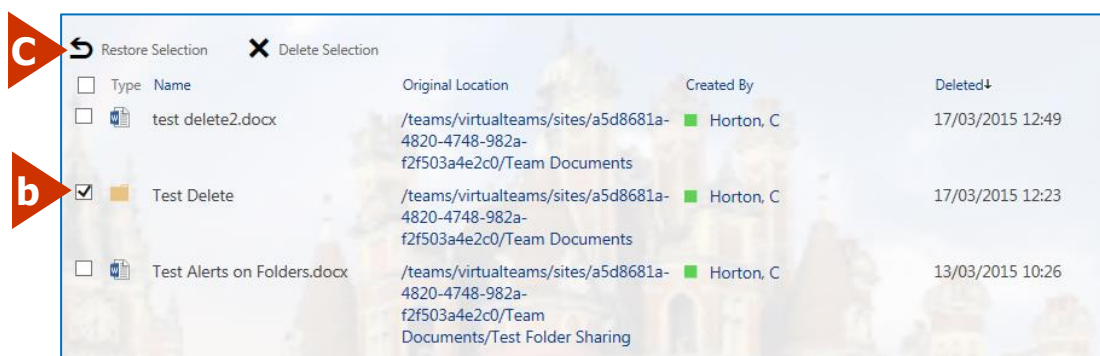 C
Restore Selection Delete Selection
Type Name Original Location Created By Deleted↓
test delete2.docx /teams/virtualteams/sites/a5d8681a- Horton, C 17/03/2015 12:49
4820-4748-982a-
f2f503a4e2c0/Team Documents
b
Test Delete /teams/virtualteams/sites/a5d8681a- Horton, C 17/03/2015 12:23
4820-4748-982a-
f2f503a4e2c0/Team Documents
Test Alerts on Folders.docx /teams/virtualteams/sites/a5d8681a- Horton, C 13/03/2015 10:26
4820-4748-982a-
f2f503a4e2c0/Team
Documents/Test Folder Sharing